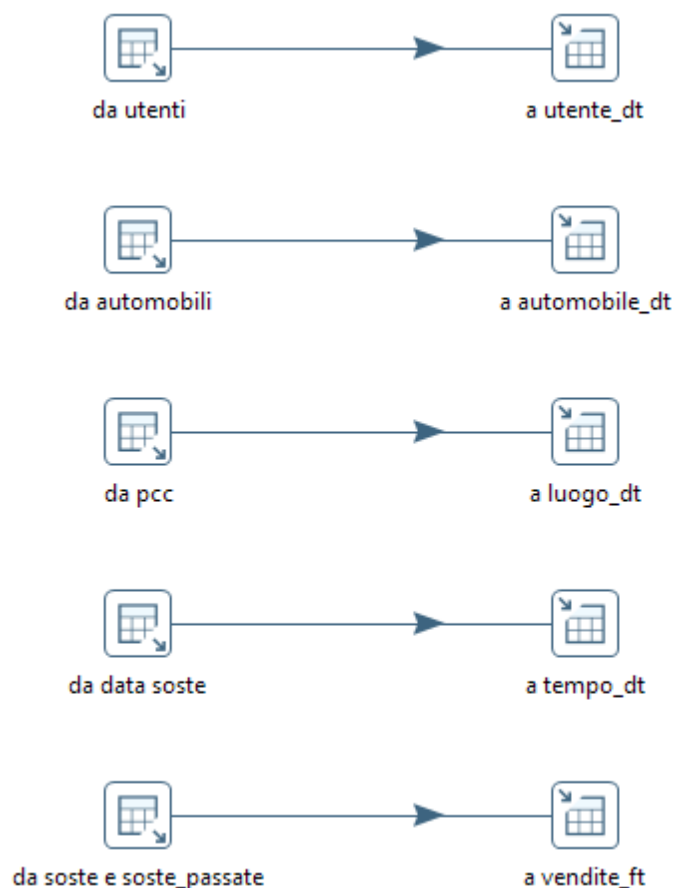 da utenti
a utente_dt
da automobili
a automobile_dt
da pcc
a luogo_dt
da data soste
a tempo_dt
da soste e soste_passate
a vendite_ft